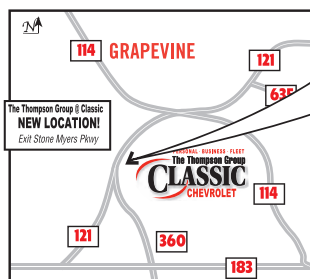 N
114 GRAPEVINE
121
635
The Thompson Group @ Classic
NEW LOCATION!
Exit Stone Myers Pkwy
PERSONAL · BUSINESS · FLEET
The Thompson Group
CLASSIC
CHEVROLET
114
121
360
183